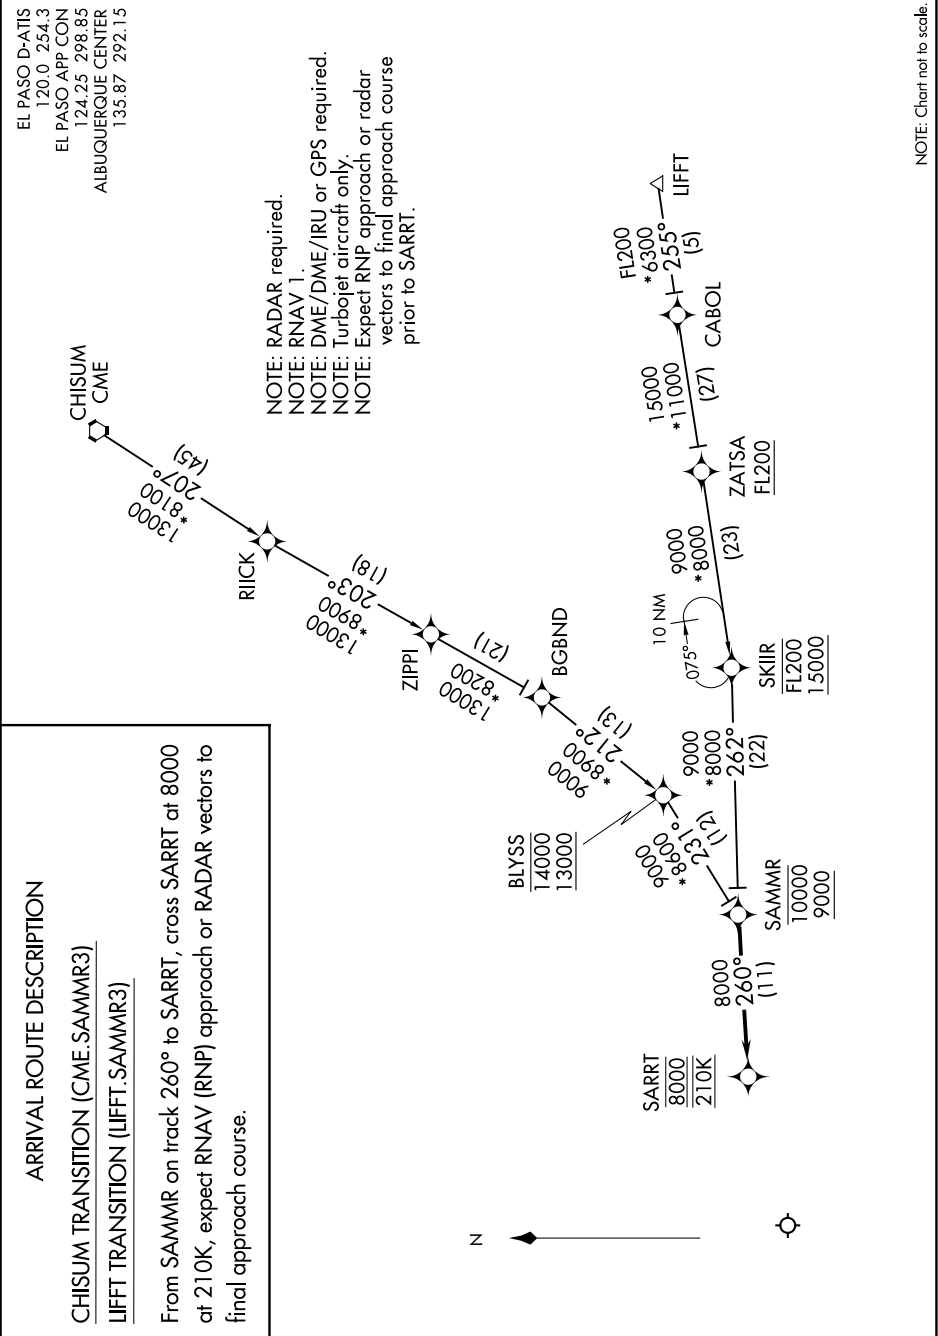 ARRIVAL ROUTE DESCRIPTION
CHISUM TRANSITION (CME.SAMMR3)
LIFFT TRANSITION (LIFFT.SAMMR3)
From SAMMR on track 260° to SARRT, cross SARRT at 8000
at 210K, expect RNAV (RNP) approach or RADAR vectors to
final approach course.
EL PASO D-ATIS
120.0 254.3
EL PASO APP CON
124.25 298.85
ALBUQUERQUE CENTER
135.87 292.15
CHISUM
CME
13000
*8100
207°
(45)
RIICK
13000
*8900
203°
(18)
ZIPPI
13000
*8200
(21)
BGBND
9000
*8900
212°
(13)
BLYSS
14000
13000
9000
*8600
231°
(12)
NOTE: RADAR required.
NOTE: RNAV 1.
NOTE: DME/DME/IRU or GPS required.
NOTE: Turbojet aircraft only.
NOTE: Expect RNP approach or radar
vectors to final approach course
prior to SARRT.
LIFFT
FL200
*6300
255°
(5)
CABOL
15000
*11000
(27)
ZATSA
FL200
9000
*8000
(23)
10 NM
075°
SKIIR
FL200
15000
9000
*8000
262°
(22)
SAMMR
10000
9000
8000
260°
(11)
SARRT
8000
210K
N
NOTE: Chart not to scale.